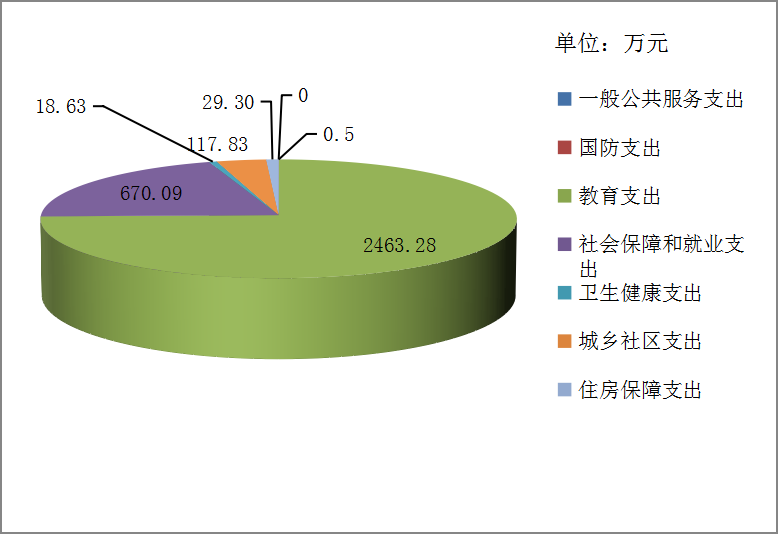 单位：万元
0
18.63
29.30
0.5
117.83
670.09
2463.28
一般公共服务支出
国防支出
教育支出
社会保障和就业支
出
卫生健康支出
城乡社区支出
住房保障支出